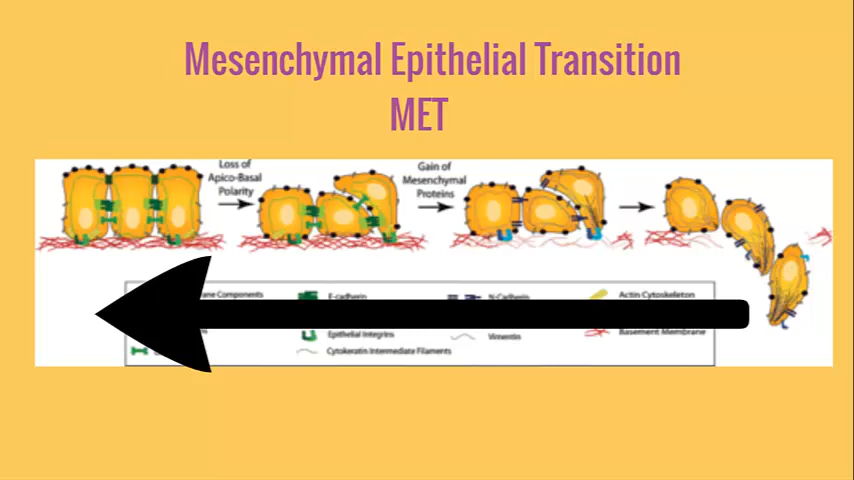 Mesenchymal Epithelial Transition
MET
Loss of
Apico-Basal
Polarity
Gain of
Mesenchymal
Proteins
Components
E-cadherin
N-Cadherin
Actin Cytoskeleton
Epithelial Integrins
Vimentin
Basement Membrane
Cytokeratin Intermediate Filaments